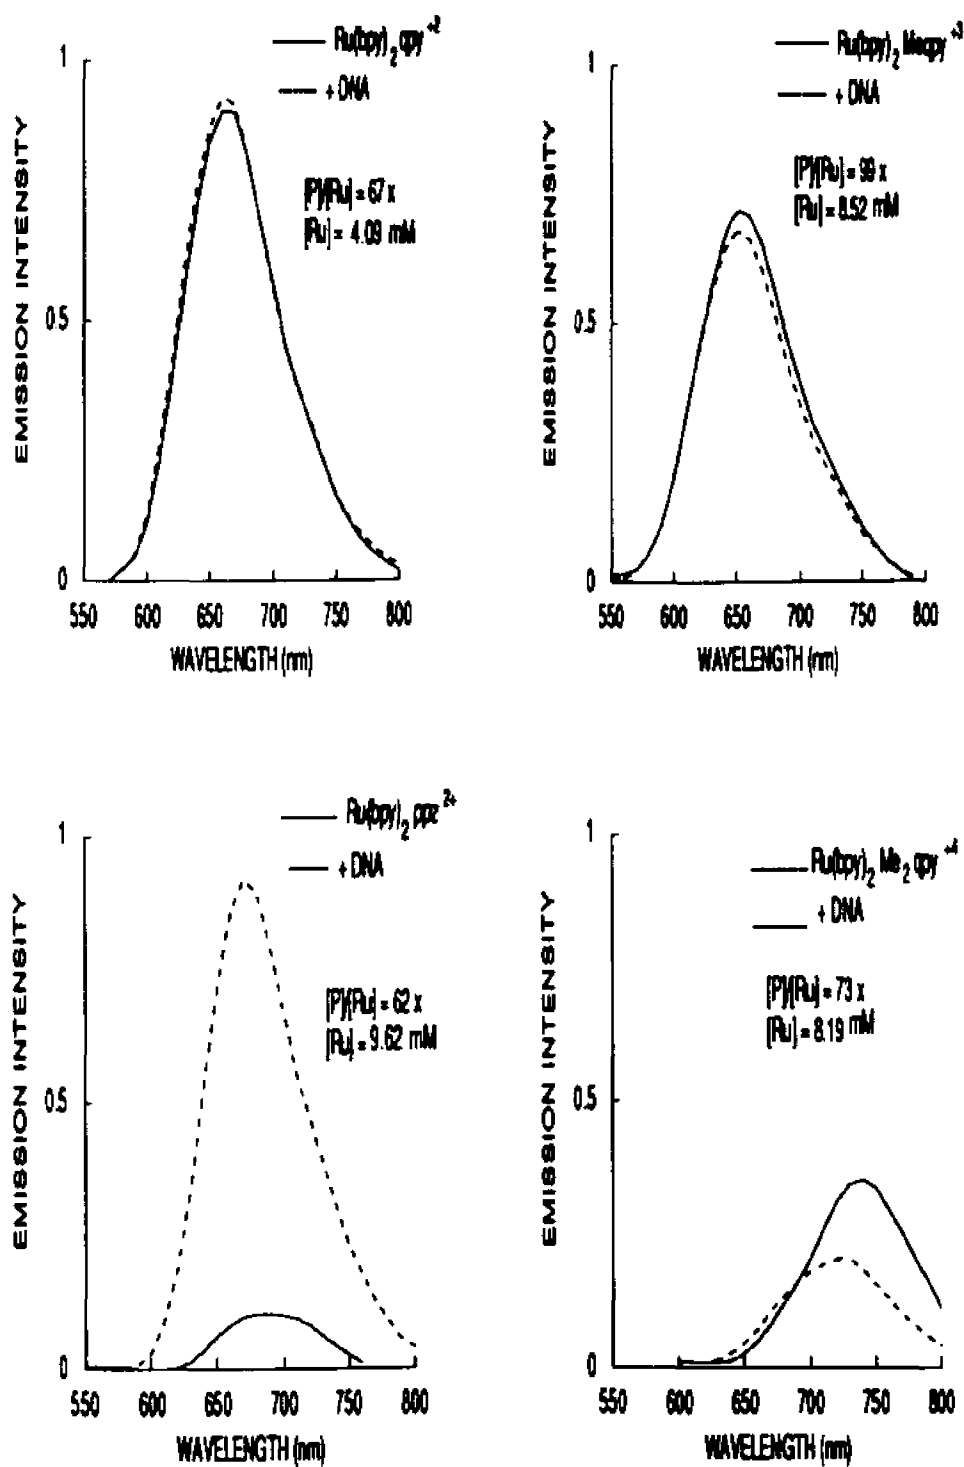 Ru(bpy)2 qpy+2
+ DNA
[P]/[Ru] = 67 x
[Ru] = 4.09 mM
EMISSION INTENSITY
1
0.5
0
550 600 650 700 750 800
WAVELENGTH (nm)
Ru(bpy)2 Meqpy+3
+ DNA
[P]/[Ru] = 99 x
[Ru] = 8.52 mM
EMISSION INTENSITY
1
0.5
0
550 600 650 700 750 800
WAVELENGTH (nm)
Ru(bpy)2 ppz2+
+ DNA
[P]/[Ru] = 62 x
[Ru] = 9.62 mM
EMISSION INTENSITY
1
0.5
0
550 600 650 700 750 800
WAVELENGTH (nm)
Ru(bpy)2 Me2 qpy+4
+ DNA
[P]/[Ru] = 73 x
[Ru] = 8.19 mM
EMISSION INTENSITY
1
0.5
0
550 600 650 700 750 800
WAVELENGTH (nm)